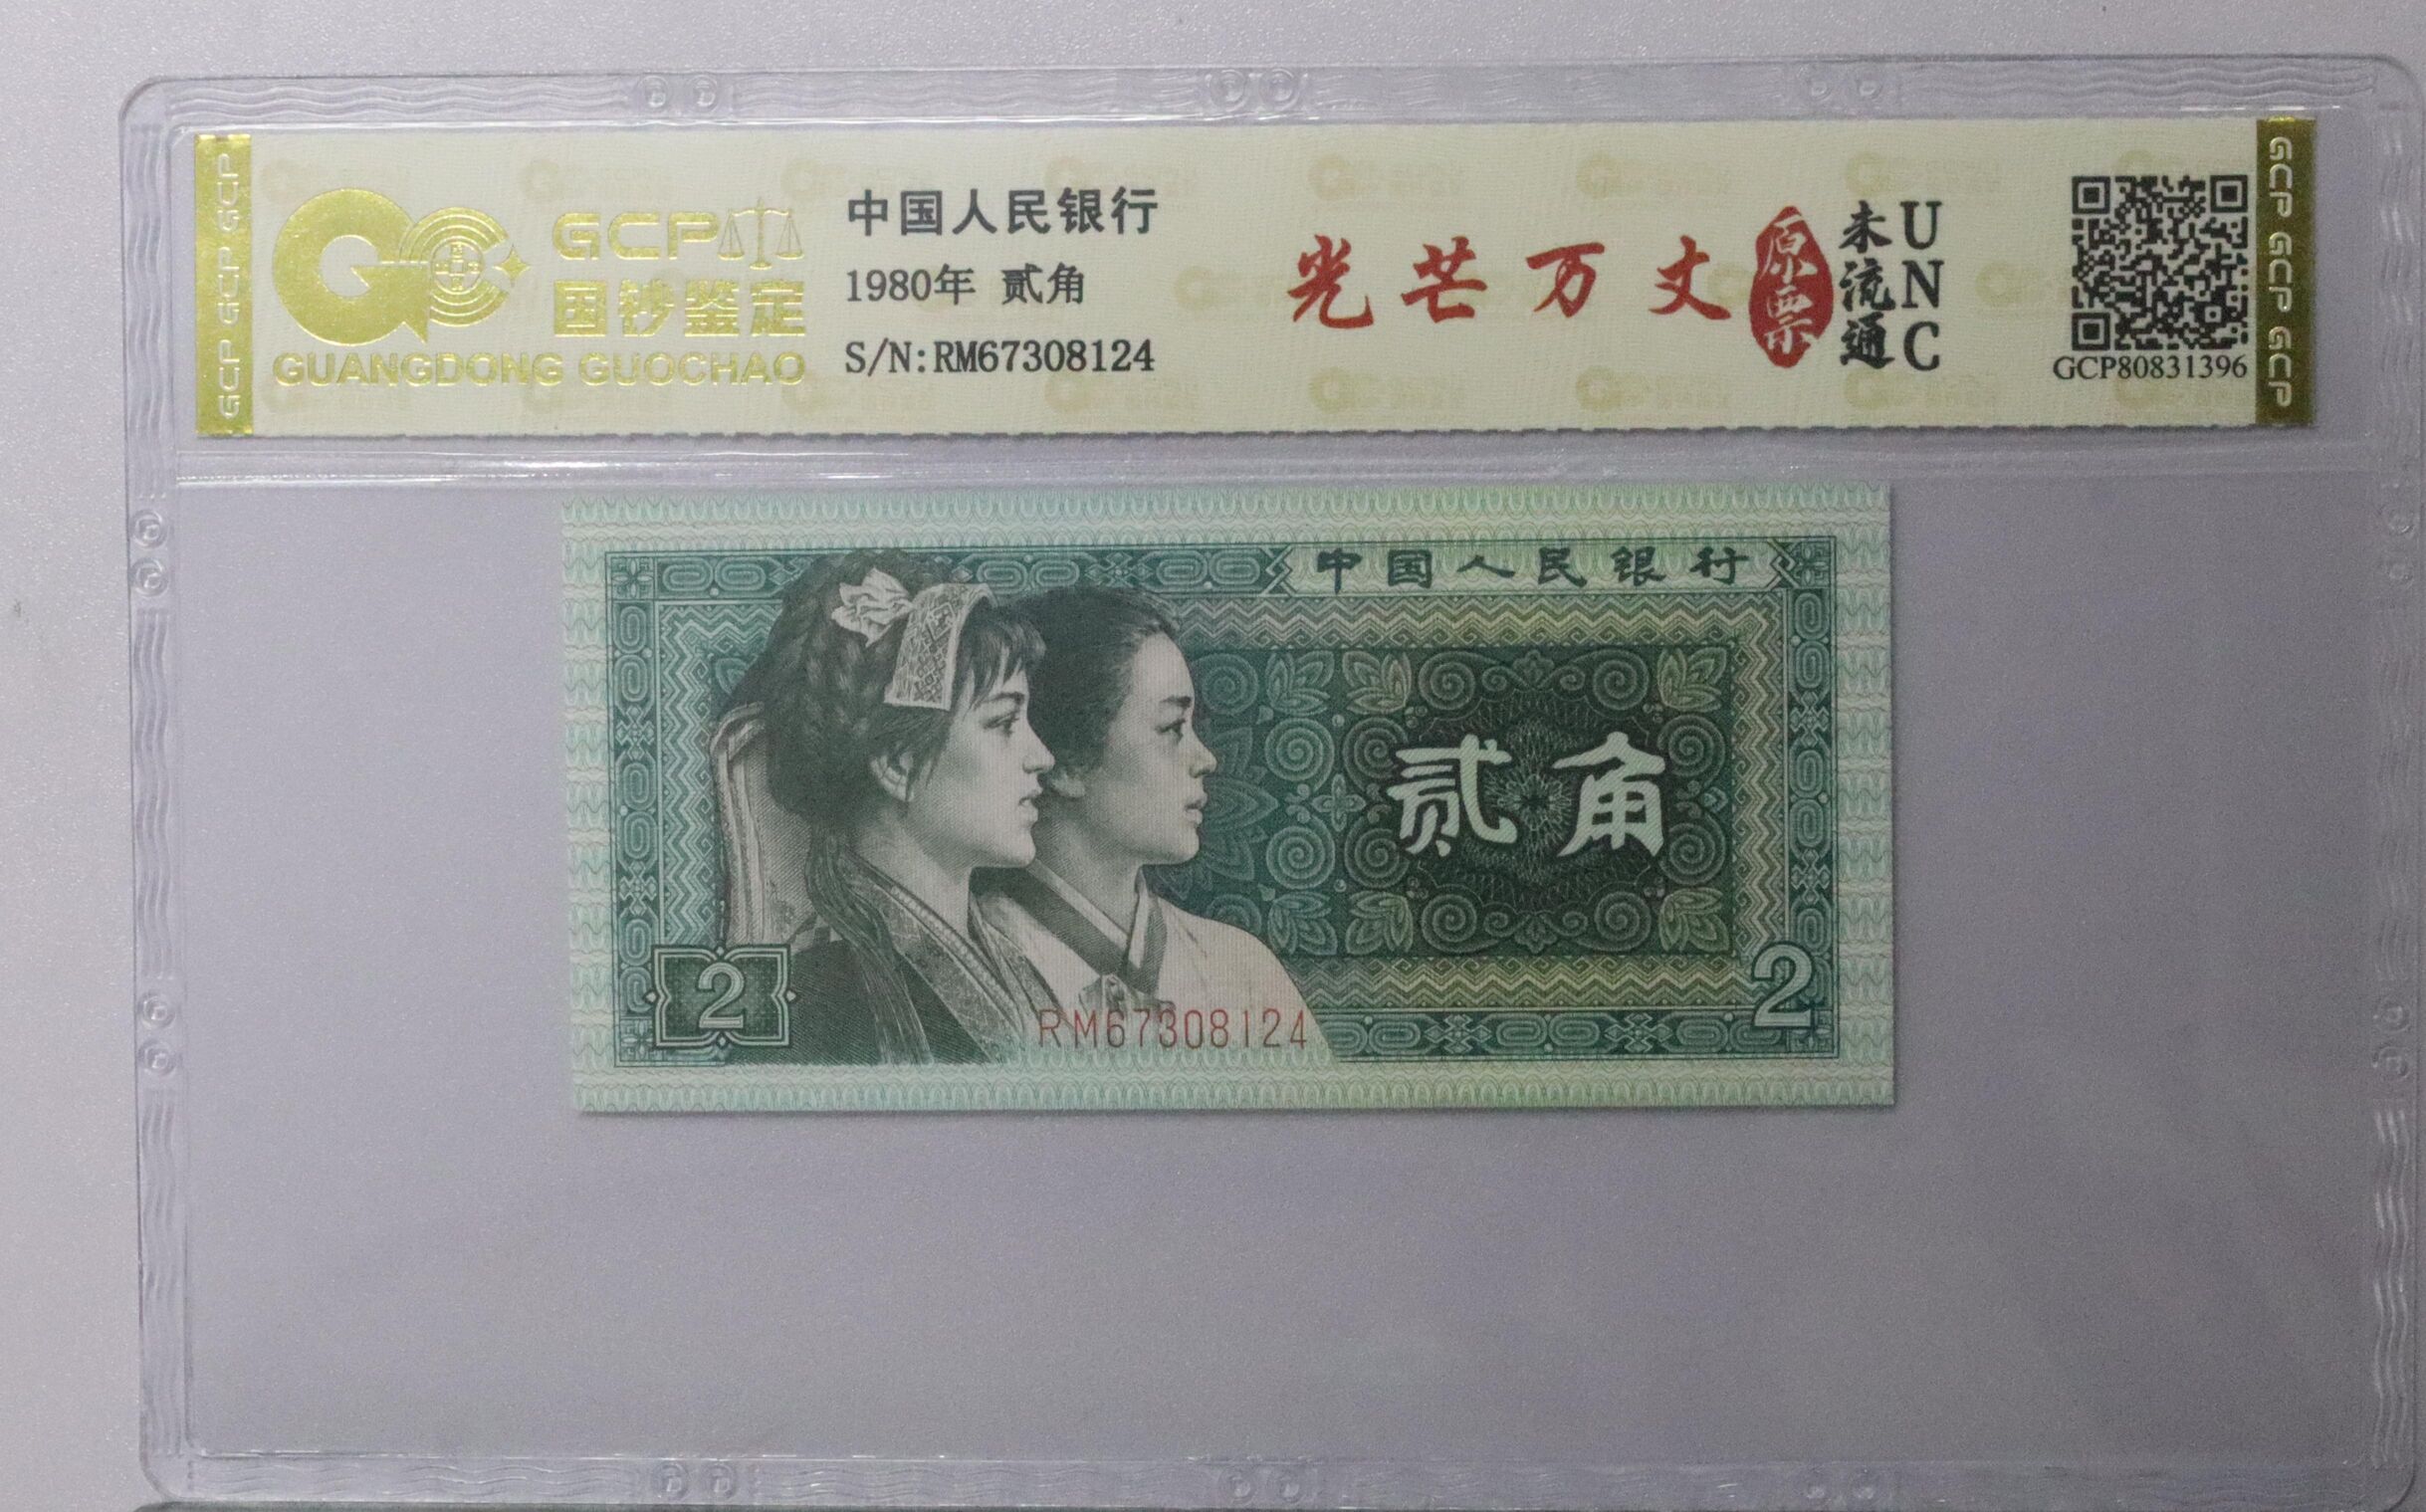 GCP GCP GCP
GCP
国钞鉴定
GUANGDONG GUOCHAO
中国人民银行
1980年 贰角
S/N:RM67308124
光芒万丈
原票
未流通
UNC
GCP80831396
GCP GCP GCP
中国人民银行
贰角
2
2
RM67308124